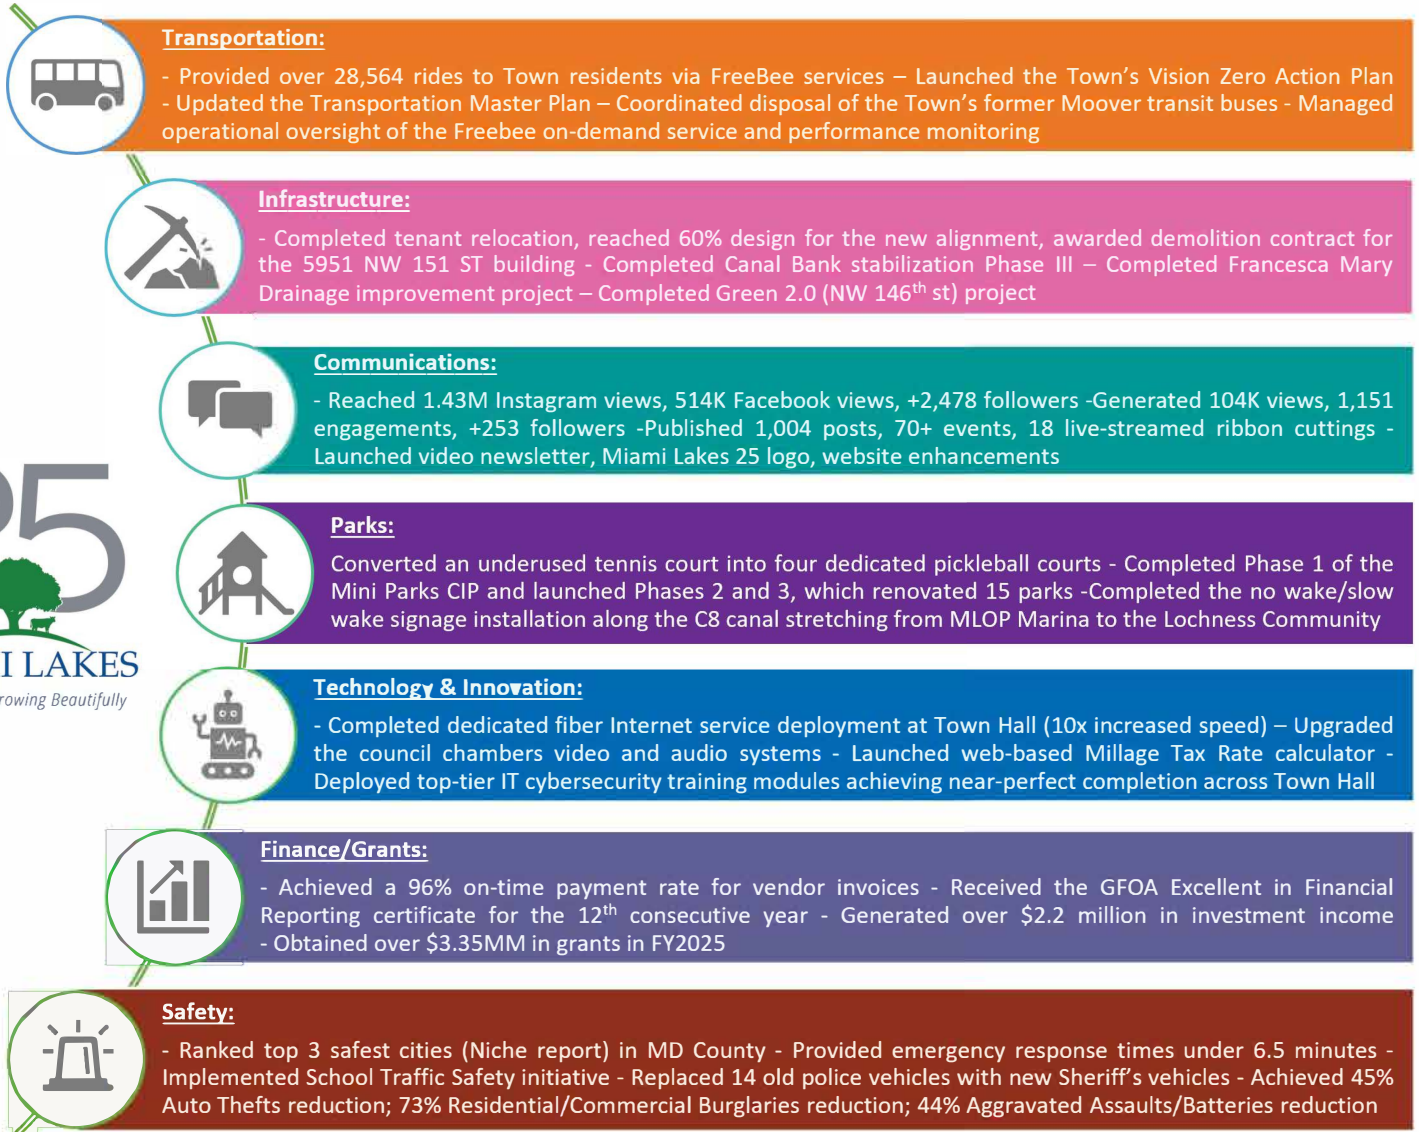 Transportation:
- Provided over 28,564 rides to Town residents via FreeBee services – Launched the Town's Vision Zero Action Plan
- Updated the Transportation Master Plan – Coordinated disposal of the Town's former Moover transit buses - Managed
operational oversight of the Freebee on-demand service and performance monitoring
Infrastructure:
- Completed tenant relocation, reached 60% design for the new alignment, awarded demolition contract for
the 5951 NW 151 ST building - Completed Canal Bank stabilization Phase III – Completed Francesca Mary
Drainage improvement project – Completed Green 2.0 (NW 146th st) project
Communications:
- Reached 1.43M Instagram views, 514K Facebook views, +2,478 followers -Generated 104K views, 1,151
engagements, +253 followers -Published 1,004 posts, 70+ events, 18 live-streamed ribbon cuttings -
Launched video newsletter, Miami Lakes 25 logo, website enhancements
25
I LAKES
rowing Beautifully
Parks:
Converted an underused tennis court into four dedicated pickleball courts - Completed Phase 1 of the
Mini Parks CIP and launched Phases 2 and 3, which renovated 15 parks -Completed the no wake/slow
wake signage installation along the C8 canal stretching from MLOP Marina to the Lochness Community
Technology & Innovation:
- Completed dedicated fiber Internet service deployment at Town Hall (10x increased speed) – Upgraded
the council chambers video and audio systems - Launched web-based Millage Tax Rate calculator -
Deployed top-tier IT cybersecurity training modules achieving near-perfect completion across Town Hall
Finance/Grants:
- Achieved a 96% on-time payment rate for vendor invoices - Received the GFOA Excellent in Financial
Reporting certificate for the 12th consecutive year - Generated over $2.2 million in investment income
- Obtained over $3.35MM in grants in FY2025
Safety:
- Ranked top 3 safest cities (Niche report) in MD County - Provided emergency response times under 6.5 minutes -
Implemented School Traffic Safety initiative - Replaced 14 old police vehicles with new Sheriff's vehicles - Achieved 45%
Auto Thefts reduction; 73% Residential/Commercial Burglaries reduction; 44% Aggravated Assaults/Batteries reduction